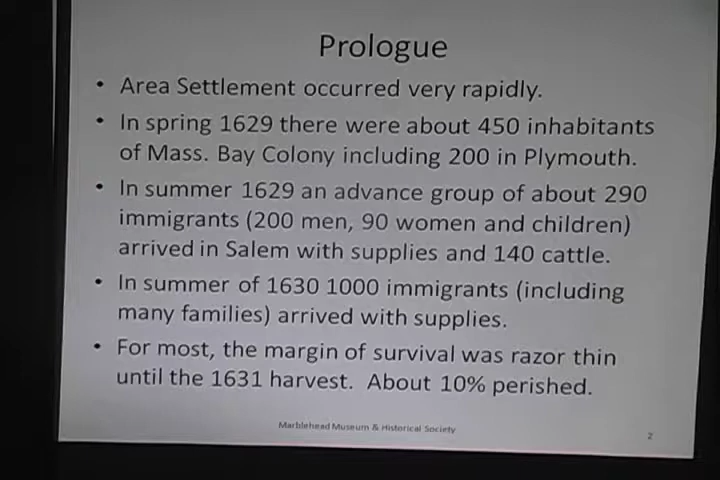 Prologue
• Area Settlement occurred very rapidly.
• In spring 1629 there were about 450 inhabitants
of Mass. Bay Colony including 200 in Plymouth.
• In summer 1629 an advance group of about 290
immigrants (200 men, 90 women and children)
arrived in Salem with supplies and 140 cattle.
• In summer of 1630 1000 immigrants (including
many families) arrived with supplies.
• For most, the margin of survival was razor thin
until the 1631 harvest.  About 10% perished.
Marblehead Museum & Historical Society
2